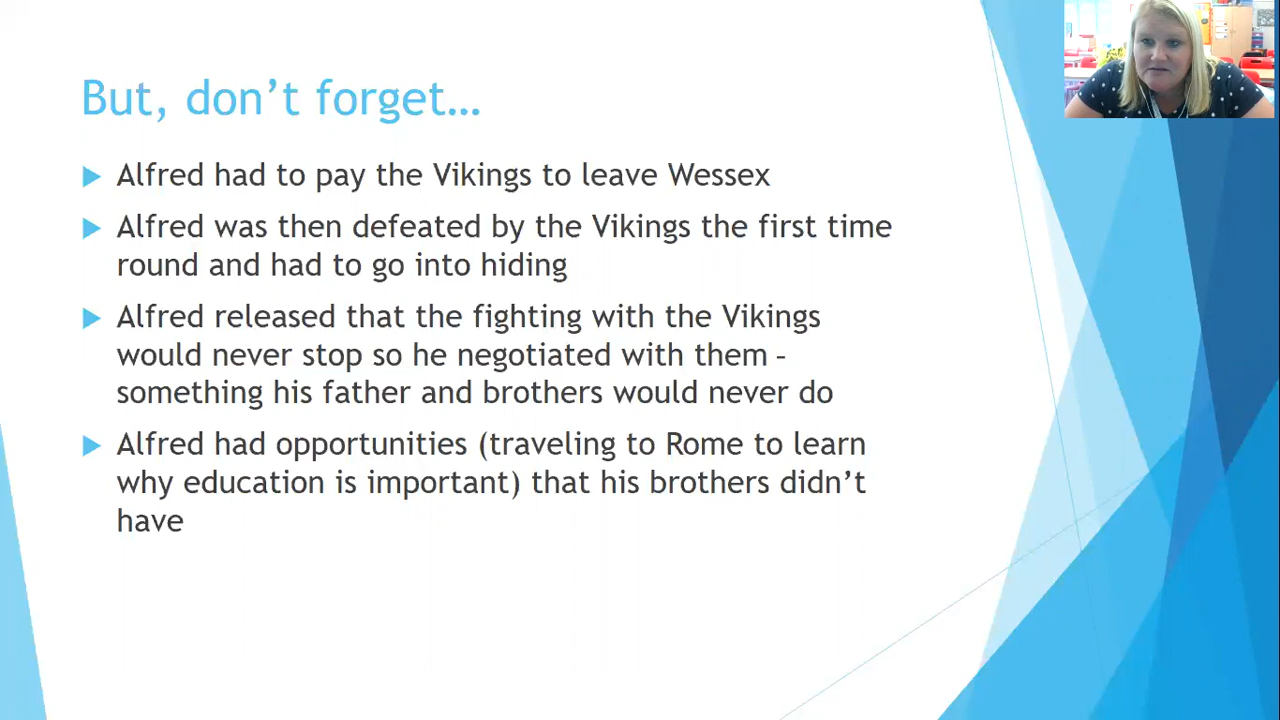 But, don’t forget…
Alfred had to pay the Vikings to leave Wessex
Alfred was then defeated by the Vikings the first time
round and had to go into hiding
Alfred released that the fighting with the Vikings
would never stop so he negotiated with them –
something his father and brothers would never do
Alfred had opportunities (traveling to Rome to learn
why education is important) that his brothers didn’t
have